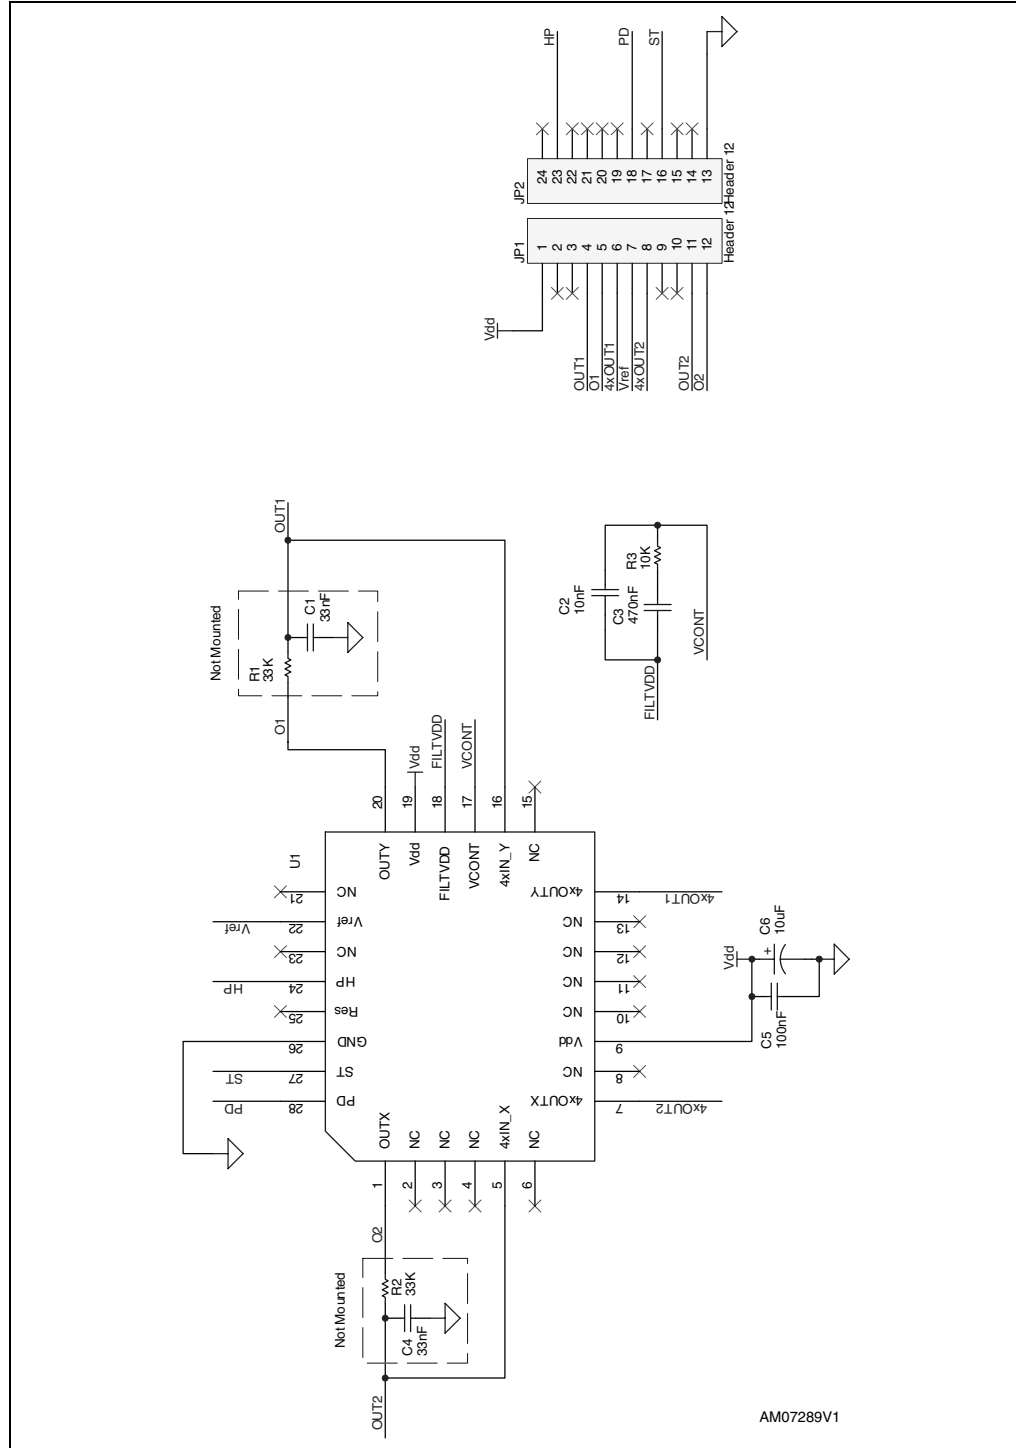 HP
PD
ST
24
23
22
21
20
19
18
17
16
15
14
13
JP2
Header 12
JP1
Header 12
1
2
3
4
5
6
7
8
9
10
11
12
Vdd
OUT1
O1
4xOUT1
Vref
4xOUT2
OUT2
O2
OUT1
Not Mounted
C1
33nF
R1
33K
O1
C2
10nF
C3
470nF
R3
10K
FILTVDD
VCONT
Vdd
FILTVDD
VCONT
20
19
18
17
16
15
U1
OUTY
Vdd
FILTVDD
VCONT
4xIN_Y
NC
21
NC
22
Vref
Vref
23
NC
24
HP
HP
25
Res
26
GND
27
ST
ST
28
PD
PD
4xOUTY
14
4xOUT1
NC
13
NC
12
NC
11
NC
10
Vdd
9
NC
8
4xOUTX
7
4xOUT2
Vdd
+
C6
10uF
C5
100nF
OUTX
NC
NC
NC
4xIN_X
NC
1
2
3
4
5
6
O2
Not Mounted
R2
33K
C4
33nF
OUT2
AM07289V1